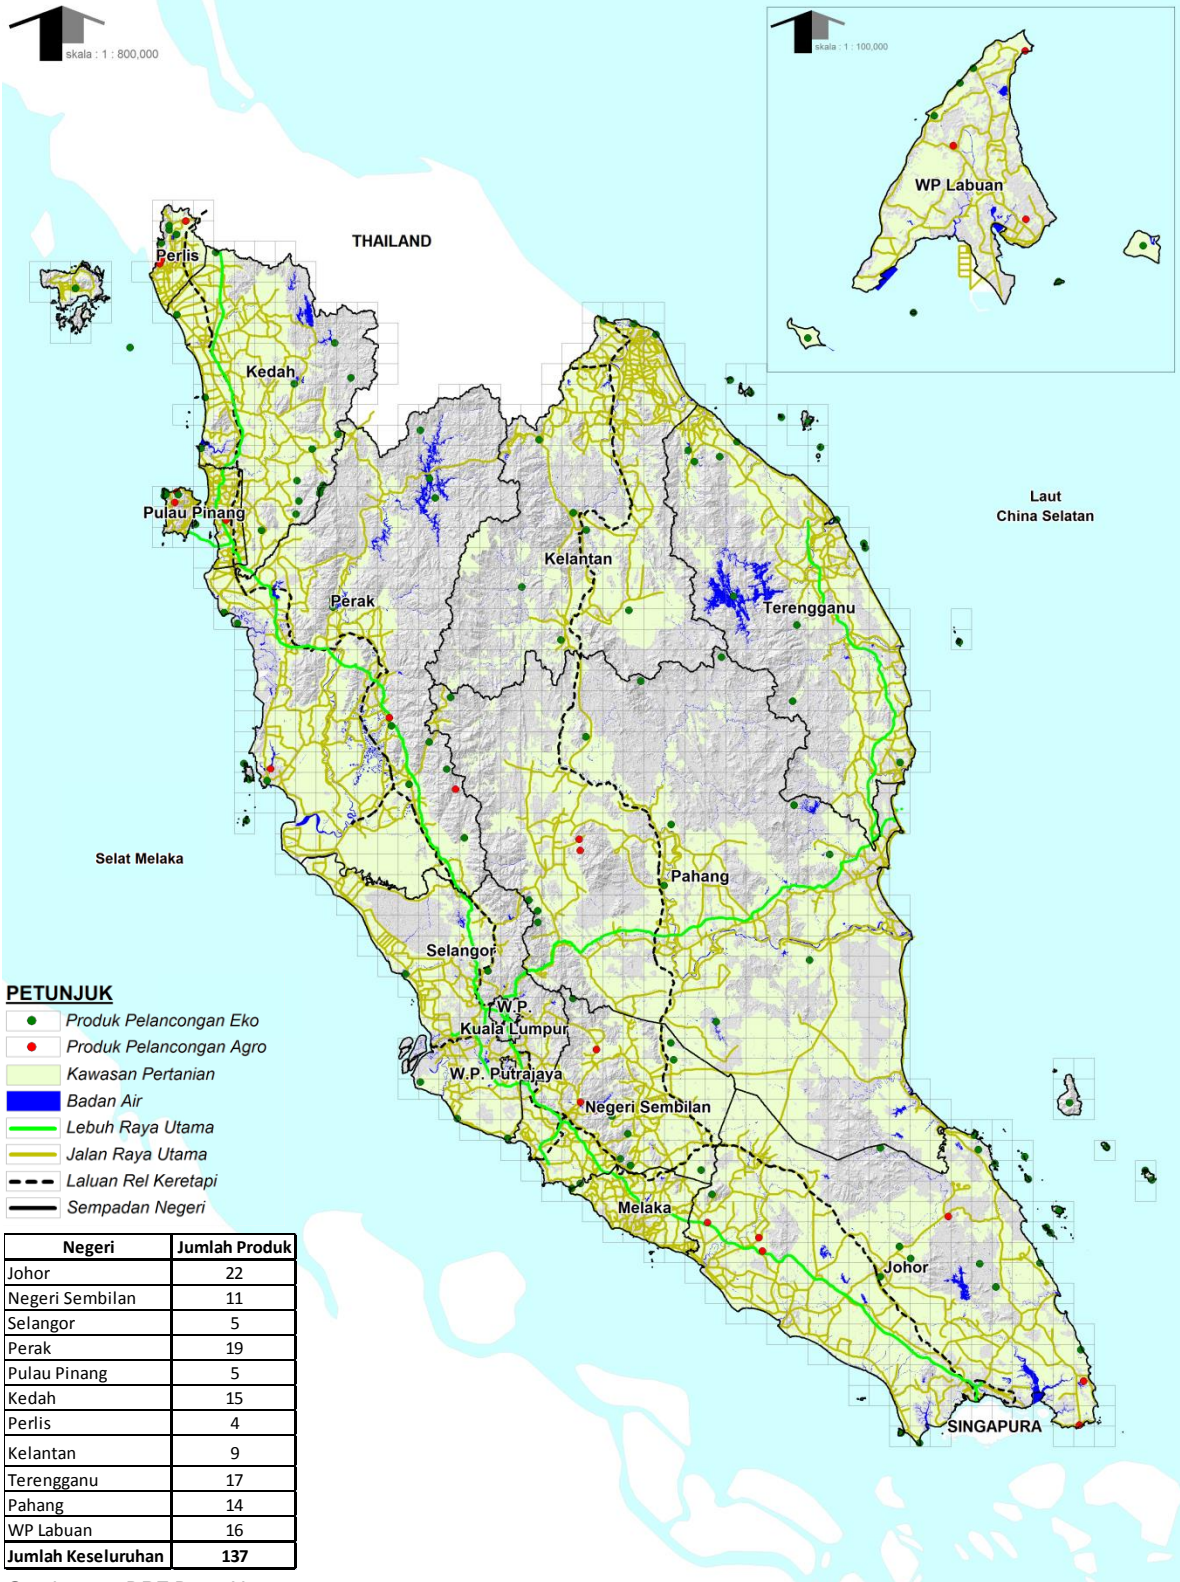 skala : 1 : 800,000
skala : 1 : 100,000
WP Labuan
THAILAND
Perlis
Kedah
Pulau Pinang
Laut
China Selatan
Kelantan
Perak
Terengganu
Selat Melaka
Pahang
Selangor
W.P.
Kuala Lumpur
W.P. Putrajaya
Negeri Sembilan
Melaka
Johor
SINGAPURA
PETUNJUK
Produk Pelancongan Eko
Produk Pelancongan Agro
Kawasan Pertanian
Badan Air
Lebuh Raya Utama
Jalan Raya Utama
Laluan Rel Keretapi
Sempadan Negeri
Negeri Jumlah Produk
Johor 22
Negeri Sembilan 11
Selangor 5
Perak 19
Pulau Pinang 5
Kedah 15
Perlis 4
Kelantan 9
Terengganu 17
Pahang 14
WP Labuan 16
Jumlah Keseluruhan 137